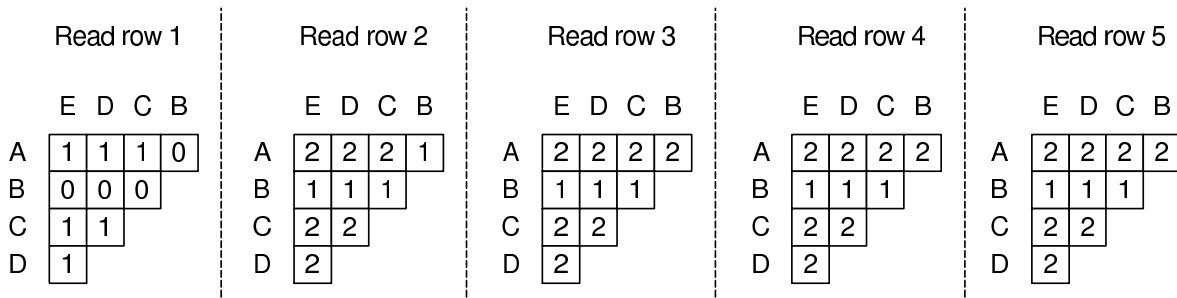 Read row 1 Read row 2 Read row 3 Read row 4 Read row 5
E D C B E D C B E D C B E D C B E D C B
A 1 1 1 0 A 2 2 2 1 A 2 2 2 2 A 2 2 2 2 A 2 2 2 2
B 0 0 0 B 1 1 1 B 1 1 1 B 1 1 1 B 1 1 1
C 1 1 C 2 2 C 2 2 C 2 2 C 2 2
D 1 D 2 D 2 D 2 D 2